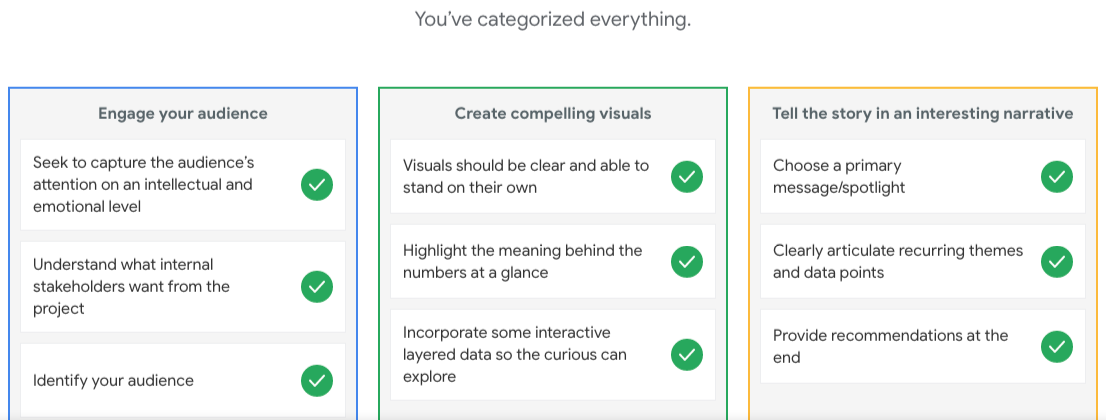 You've categorized everything.
Engage your audience
Seek to capture the audience's
attention on an intellectual and
emotional level
Understand what internal
stakeholders want from the
project
Identify your audience
Create compelling visuals
Visuals should be clear and able to
stand on their own
Highlight the meaning behind the
numbers at a glance
Incorporate some interactive
layered data so the curious can
explore
Tell the story in an interesting narrative
Choose a primary
message/spotlight
Clearly articulate recurring themes
and data points
Provide recommendations at the
end